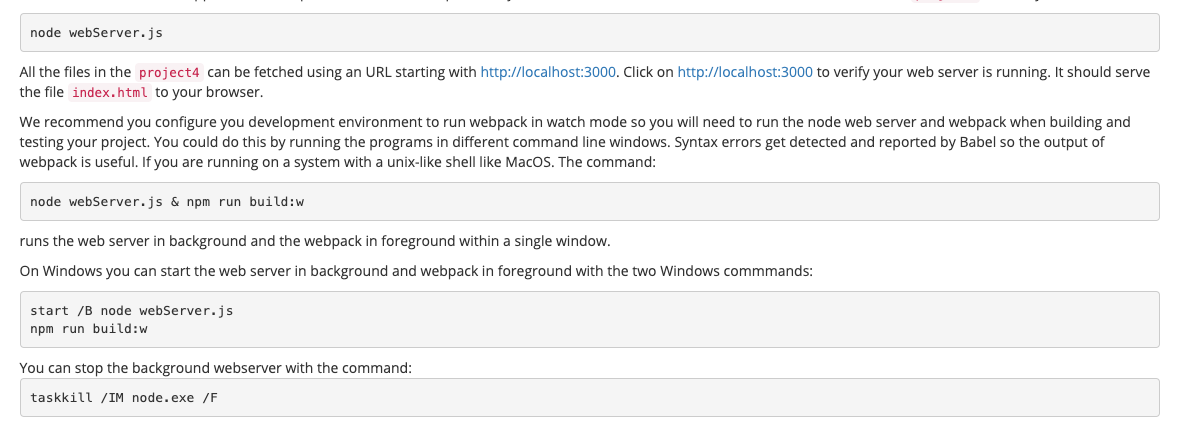 node webServer.js
All the files in the project4 can be fetched using an URL starting with http://localhost:3000. Click on http://localhost:3000 to verify your web server is running. It should serve
the file index.html to your browser.
We recommend you configure you development environment to run webpack in watch mode so you will need to run the node web server and webpack when building and
testing your project. You could do this by running the programs in different command line windows. Syntax errors get detected and reported by Babel so the output of
webpack is useful. If you are running on a system with a unix-like shell like MacOS. The command:
node webServer.js & npm run build:w
runs the web server in background and the webpack in foreground within a single window.
On Windows you can start the web server in background and webpack in foreground with the two Windows commmands:
start /B node webServer.js
npm run build:w
You can stop the background webserver with the command:
taskkill /IM node.exe /F